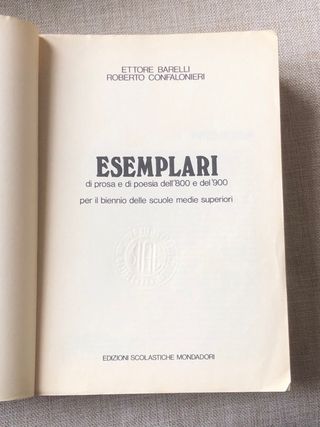 ETTORE BARELLI
ROBERTO CONFALONIERI
ESEMPLARI
di prosa e di poesia dell'800 e del '900
per il biennio delle scuole medie superiori
EDIZIONI SCOLASTICHE MONDADORI